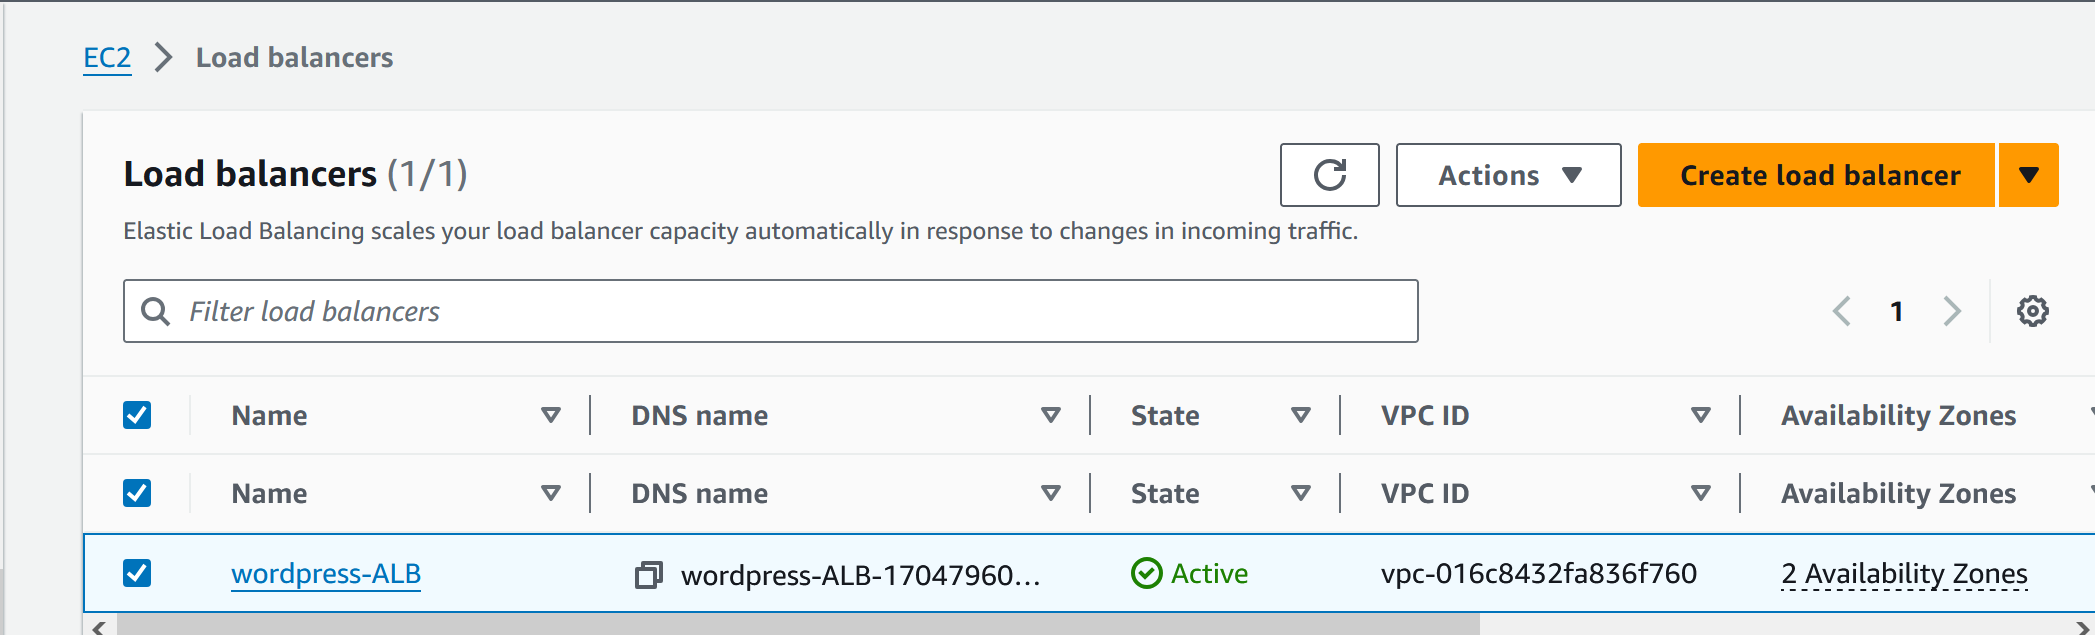 EC2 Load balancers
Load balancers (1/1)
Actions
Create load balancer
Elastic Load Balancing scales your load balancer capacity automatically in response to changes in incoming traffic.
Filter load balancers
1
Name DNS name State VPC ID Availability Zones
Name DNS name State VPC ID Availability Zones
wordpress-ALB wordpress-ALB-17047960... Active vpc-016c8432fa836f760 2 Availability Zones